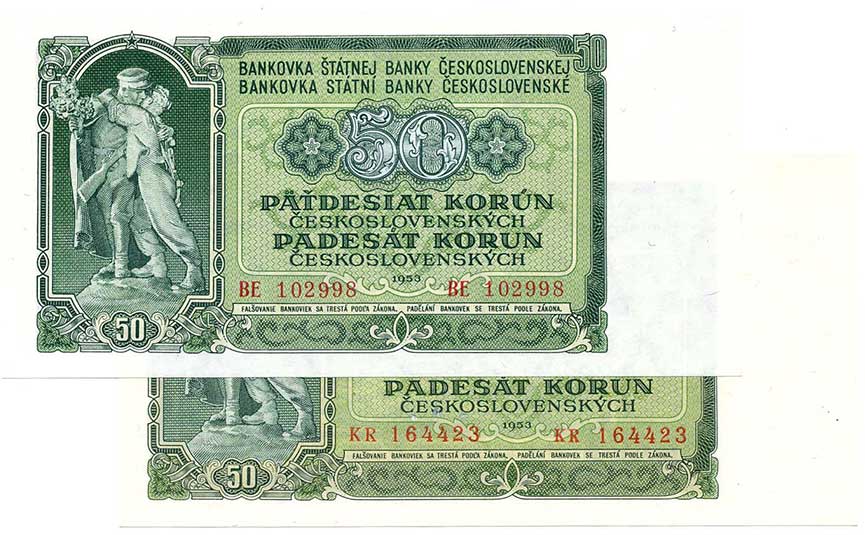 50
BANKOVKA ŠTÁTNEJ BANKY ČESKOSLOVENSKEJ
BANKOVKA STÁTNÍ BANKY ČESKOSLOVENSKÉ
50
PÄŤDESIAT KORÚN
ČESKOSLOVENSKÝCH
PADESÁT KORUN
ČESKOSLOVENSKÝCH
1953
BE 102998 BE 102998
FALŠOVANIE BANKOVIEK SA TRESTÁ PODĽA ZÁKONA. PADĚLÁNÍ BANKOVEK SE TRESTÁ PODLE ZÁKONA.
50
PADESÁT KORUN
ČESKOSLOVENSKÝCH
1953
KR 164423 KR 164423
FALŠOVANIE BANKOVIEK SA TRESTÁ PODĽA ZÁKONA. PADĚLÁNÍ BANKOVEK SE TRESTÁ PODLE ZÁKONA.
50